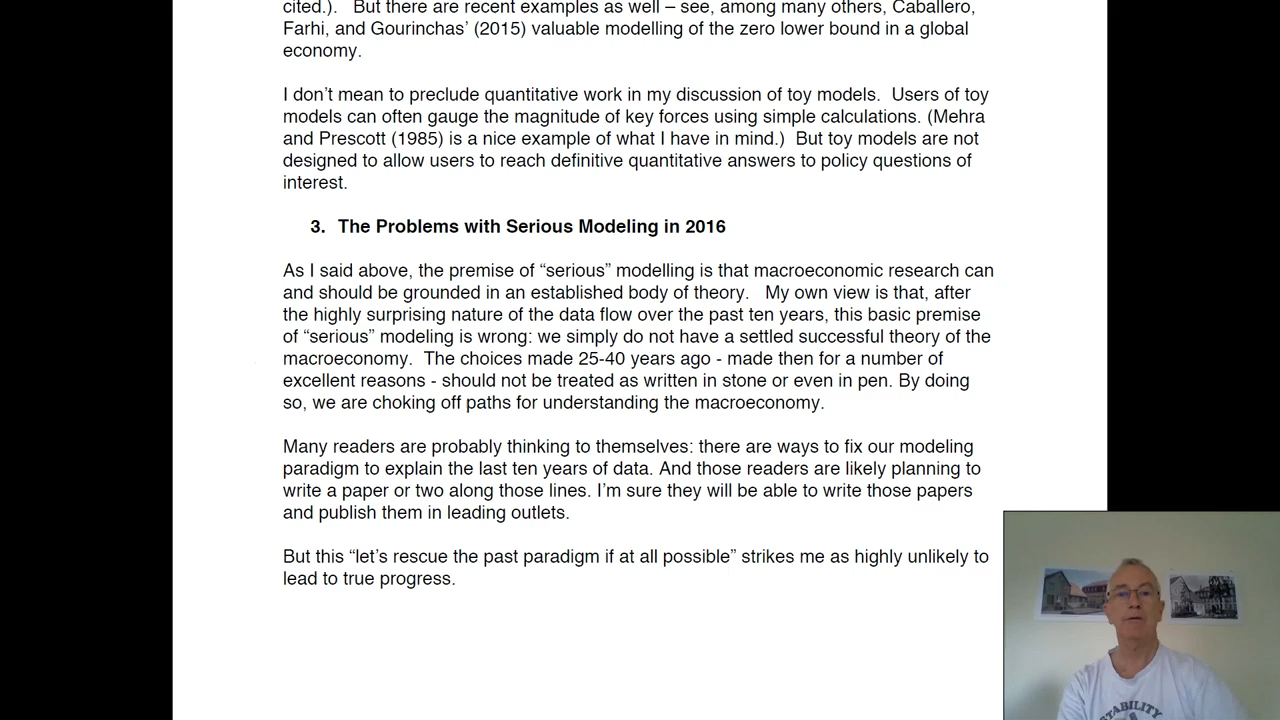 cited.). But there are recent examples as well – see, among many others, Caballero,
Farhi, and Gourinchas’ (2015) valuable modelling of the zero lower bound in a global
economy.
I don’t mean to preclude quantitative work in my discussion of toy models. Users of toy
models can often gauge the magnitude of key forces using simple calculations. (Mehra
and Prescott (1985) is a nice example of what I have in mind.) But toy models are not
designed to allow users to reach definitive quantitative answers to policy questions of
interest.
3. The Problems with Serious Modeling in 2016
As I said above, the premise of “serious” modelling is that macroeconomic research can
and should be grounded in an established body of theory. My own view is that, after
the highly surprising nature of the data flow over the past ten years, this basic premise
of “serious” modeling is wrong: we simply do not have a settled successful theory of the
macroeconomy. The choices made 25-40 years ago - made then for a number of
excellent reasons - should not be treated as written in stone or even in pen. By doing
so, we are choking off paths for understanding the macroeconomy.
Many readers are probably thinking to themselves: there are ways to fix our modeling
paradigm to explain the last ten years of data. And those readers are likely planning to
write a paper or two along those lines. I’m sure they will be able to write those papers
and publish them in leading outlets.
But this “let’s rescue the past paradigm if at all possible” strikes me as highly unlikely to
lead to true progress.
STABILITY